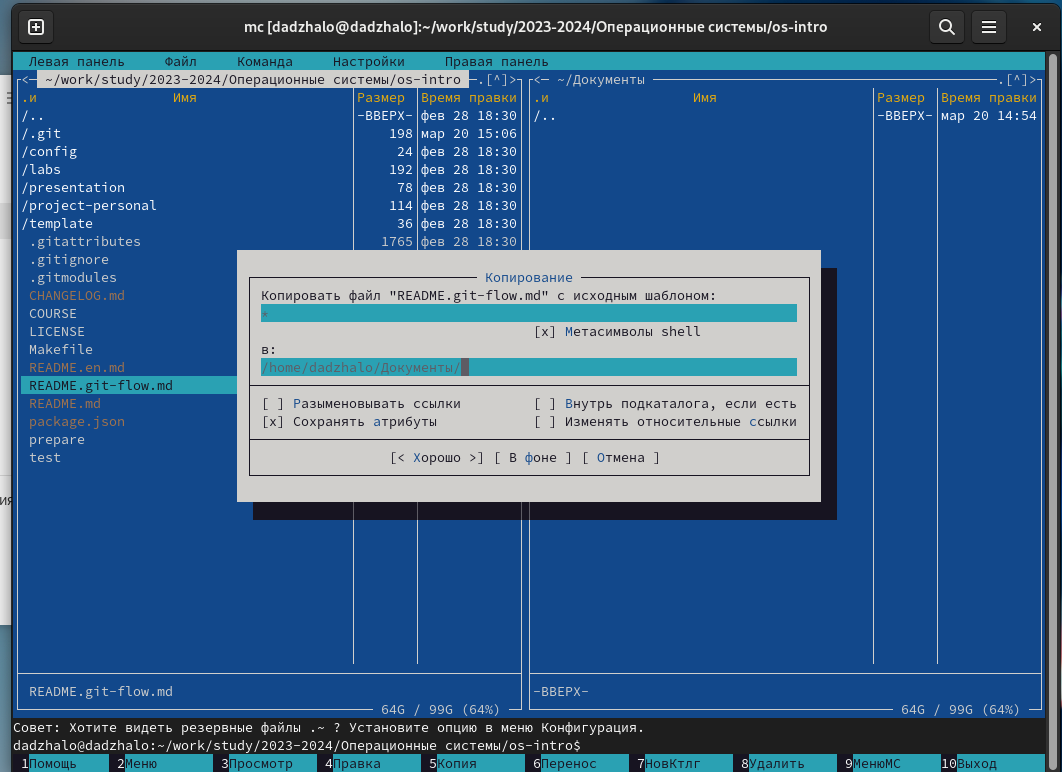 mc [dadzhalo@dadzhalo]:~/work/study/2023-2024/Операционные системы/os-intro
Левая панель Файл Команда Настройки Правая панель
<— ~/work/study/2023-2024/Операционные системы/os-intro —.[^]>
.и Имя Размер Время правки
/.. -ВВЕРХ- фев 28 18:30
/.git 198 мар 20 15:06
/config 24 фев 28 18:30
/labs 192 фев 28 18:30
/presentation 78 фев 28 18:30
/project-personal 114 фев 28 18:30
/template 36 фев 28 18:30
.gitattributes 1765 фев 28 18:30
.gitignore
.gitmodules
CHANGELOG.md
COURSE
LICENSE
Makefile
README.en.md
README.git-flow.md
README.md
package.json
prepare
test
README.git-flow.md
64G / 99G (64%)
<— ~/Документы —.[^]>
.и Имя Размер Время правки
/.. -ВВЕРХ- мар 20 14:54
-ВВЕРХ-
64G / 99G (64%)
Копирование
Копировать файл "README.git-flow.md" с исходным шаблоном:
*
[x] Метасимволы shell
в:
/home/dadzhalo/Документы/
[ ] Разыменовывать ссылки [ ] Внутрь подкаталога, если есть
[x] Сохранять атрибуты [ ] Изменять относительные ссылки
[< Хорошо >] [ В фоне ] [ Отмена ]
Совет: Хотите видеть резервные файлы .~ ? Установите опцию в меню Конфигурация.
dadzhalo@dadzhalo:~/work/study/2023-2024/Операционные системы/os-intro$
1Помощь 2Меню 3Просмотр 4Правка 5Копия 6Перенос 7НовКтлг 8Удалить 9МенюМС 10Выход